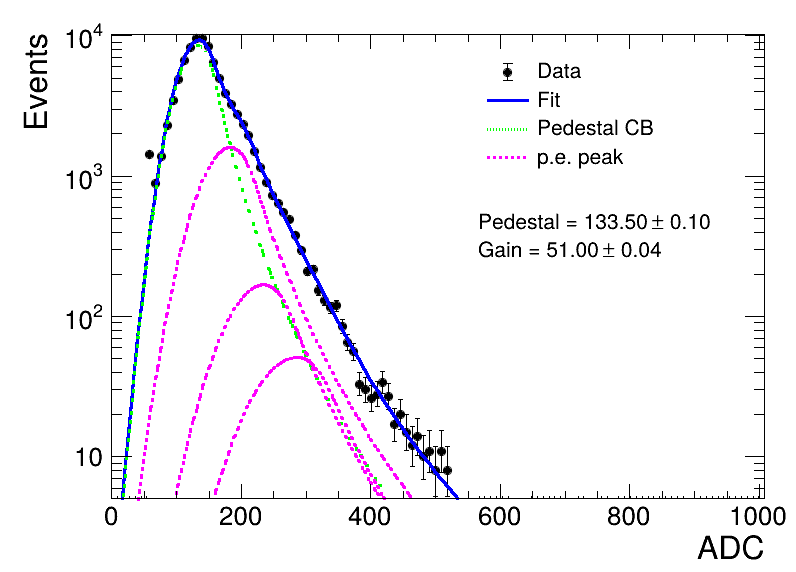 Events
10^4
10^3
10^2
10
0 200 400 600 800 1000
ADC
Data
Fit
Pedestal CB
p.e. peak
Pedestal = 133.50 ± 0.10
Gain = 51.00 ± 0.04